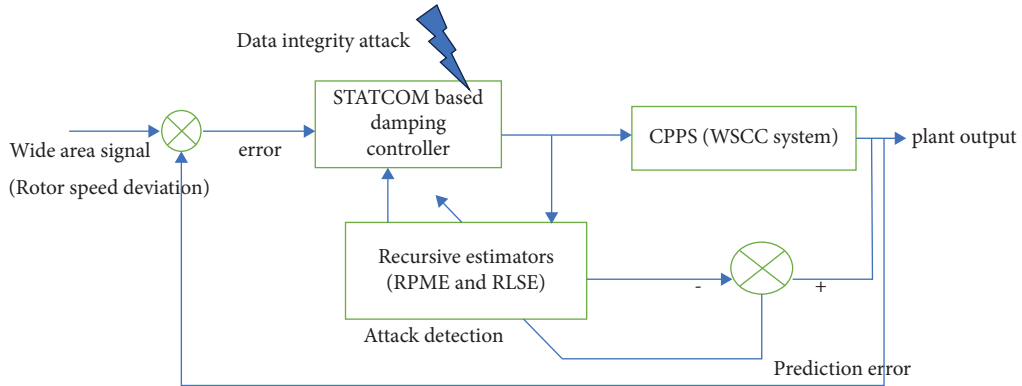 Data integrity attack
STATCOM based
damping
controller
CPPS (WSCC system)
plant output
Wide area signal
error
(Rotor speed deviation)
Recursive estimators
(RPME and RLSE)
-
+
Attack detection
Prediction error